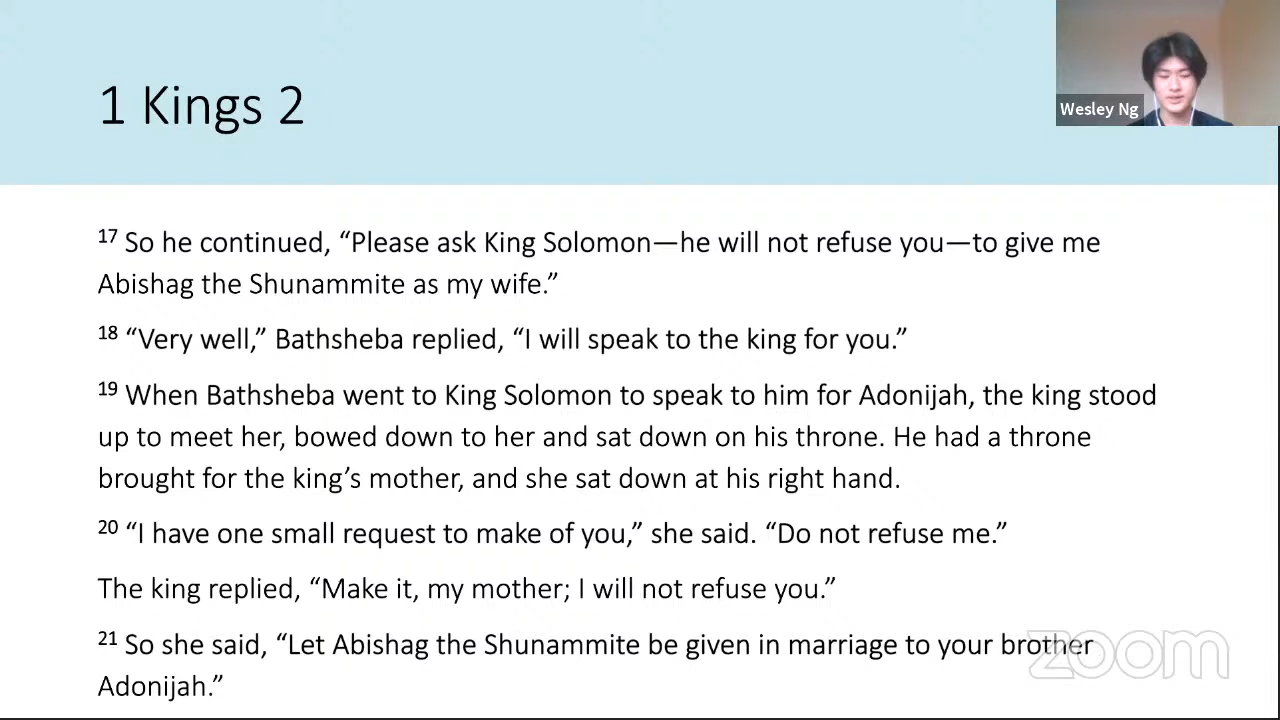 1 Kings 2
Wesley Ng
17 So he continued, “Please ask King Solomon—he will not refuse you—to give me
Abishag the Shunammite as my wife.”
18 “Very well,” Bathsheba replied, “I will speak to the king for you.”
19 When Bathsheba went to King Solomon to speak to him for Adonijah, the king stood
up to meet her, bowed down to her and sat down on his throne. He had a throne
brought for the king’s mother, and she sat down at his right hand.
20 “I have one small request to make of you,” she said. “Do not refuse me.”
The king replied, “Make it, my mother; I will not refuse you.”
21 So she said, “Let Abishag the Shunammite be given in marriage to your brother
Adonijah.”
zoom